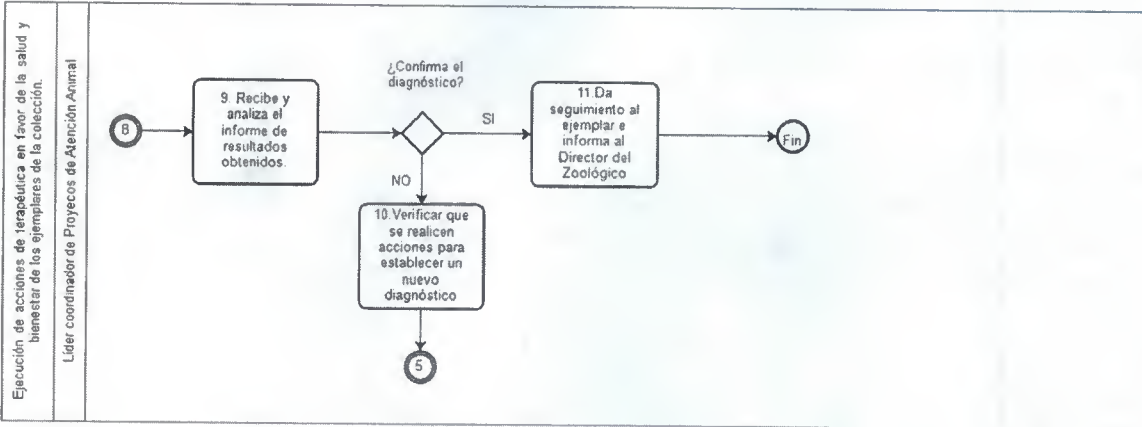 Ejecución de acciones de terapéutica en favor de la salud y
bienestar de los ejemplares de la colección.
Líder coordinador de Proyecos de Atención Animal
8
9. Recibe y
analiza el
informe de
resultados
obtenidos.
¿Confirma el
diagnóstico?
SI
11.Da
seguimiento al
ejemplar e
informa al
Director del
Zoológico
Fin
NO
10.Verificar que
se realicen
acciones para
establecer un
nuevo
diagnóstico
5